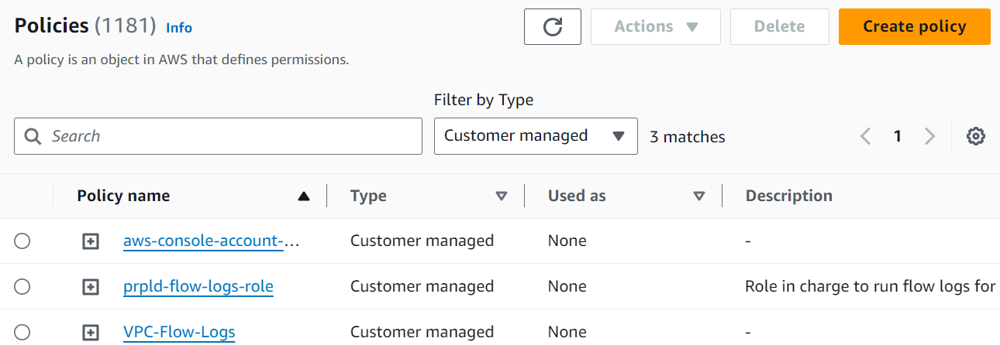 Policies (1181) Info
Actions Delete Create policy
A policy is an object in AWS that defines permissions.
Filter by Type
Search Customer managed 3 matches 1
Policy name Type Used as Description
aws-console-account-... Customer managed None -
prpld-flow-logs-role Customer managed None Role in charge to run flow logs for
VPC-Flow-Logs Customer managed None -